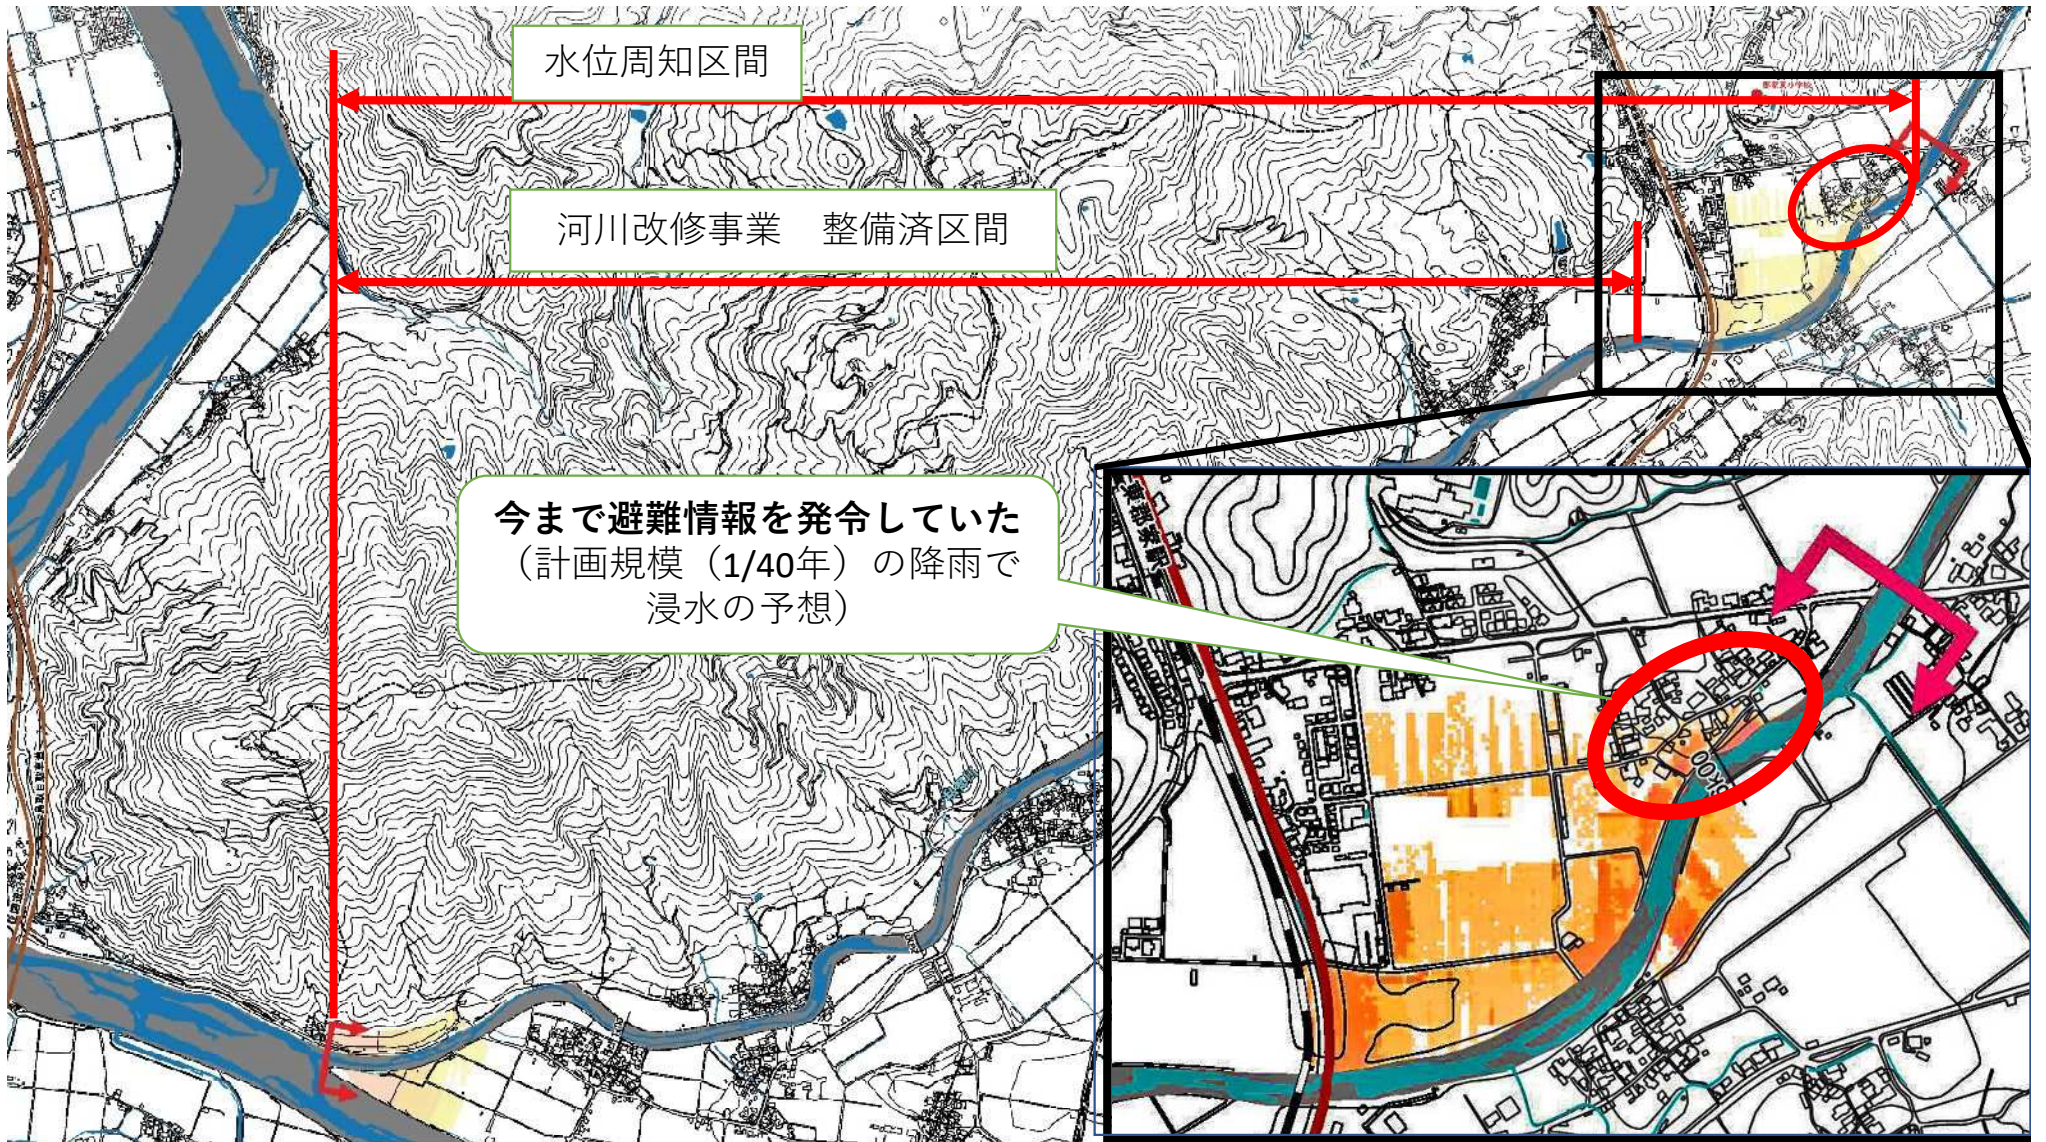 水位周知区間
河川改修事業　整備済区間
今まで避難情報を発令していた
（計画規模（1/40年）の降雨で
浸水の予想）